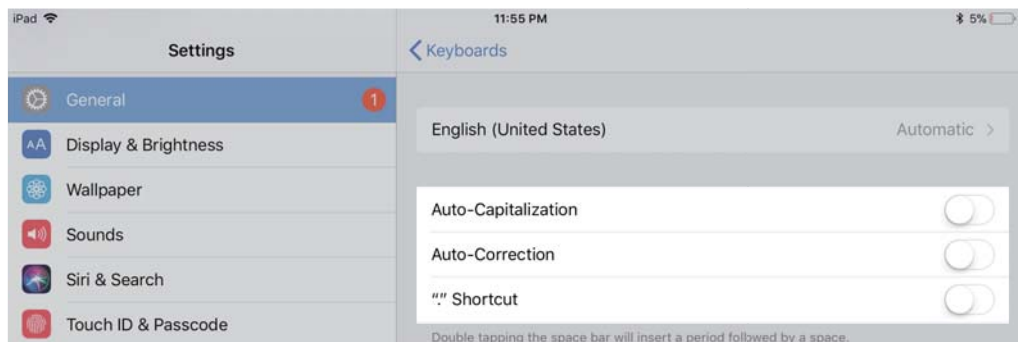 iPad 11:55 PM 5%
Settings
Keyboards
General 1
English (United States) Automatic
AA Display & Brightness
Wallpaper
Auto-Capitalization
Sounds
Auto-Correction
Siri & Search
"." Shortcut
Touch ID & Passcode
Double tapping the space bar will insert a period followed by a space.